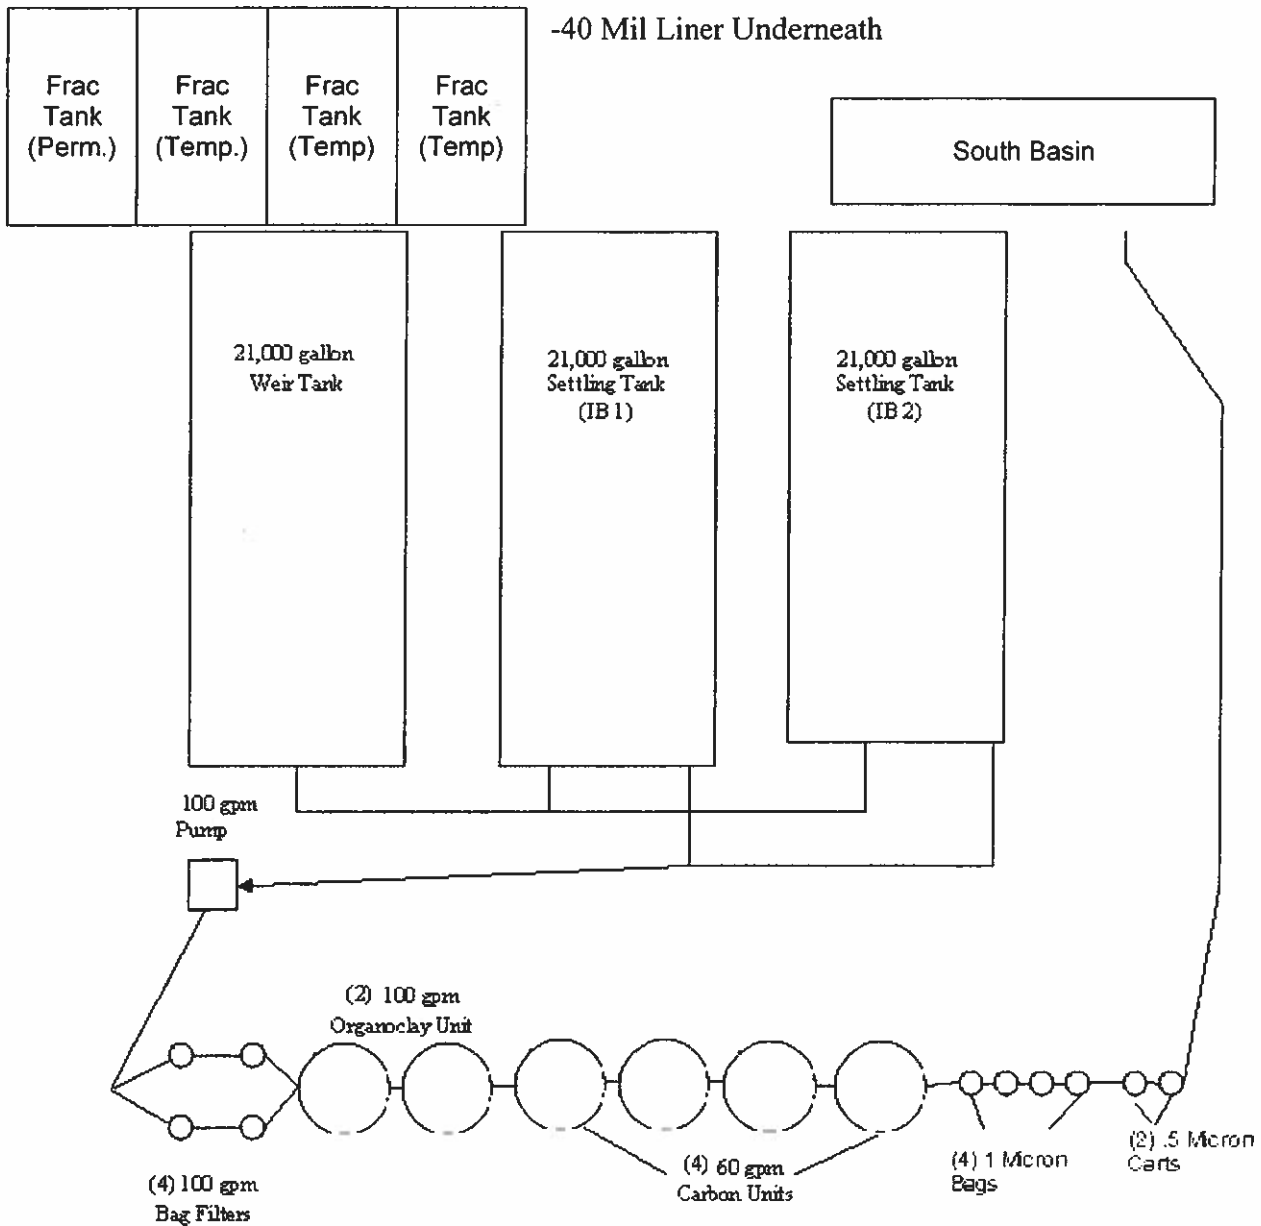 -40 Mil Liner Underneath
Frac
Tank
(Perm.)
Frac
Tank
(Temp.)
Frac
Tank
(Temp)
Frac
Tank
(Temp)
South Basin
21,000 gallon
Weir Tank
21,000 gallon
Settling Tank
(IB 1)
21,000 gallon
Settling Tank
(IB 2)
100 gpm
Pump
(2) 100 gpm
Organoclay Unit
(4) 100 gpm
Bag Filters
(4) 60 gpm
Carbon Units
(4) 1 Micron
Bags
(2) .5 Micron
Carts